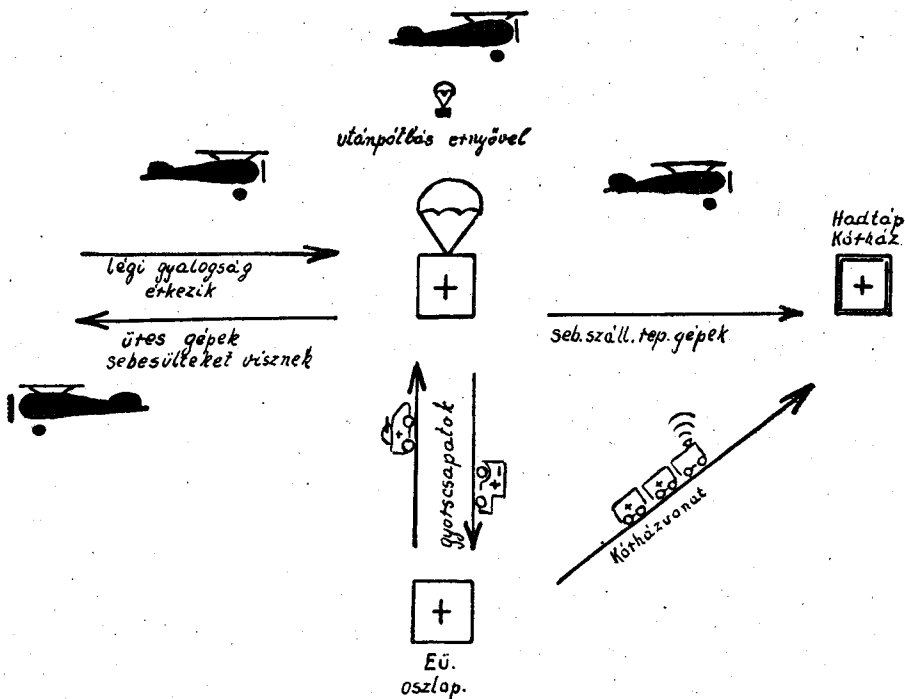 utánpótlás ernyővel
Hadtáp
Kórház
légi gyalogság
érkezik
üres gépek
sebesülteket visznek
seb.száll.rep.gépek
gyorscsapatok
Kórházvonat
Eü.
oszlop.